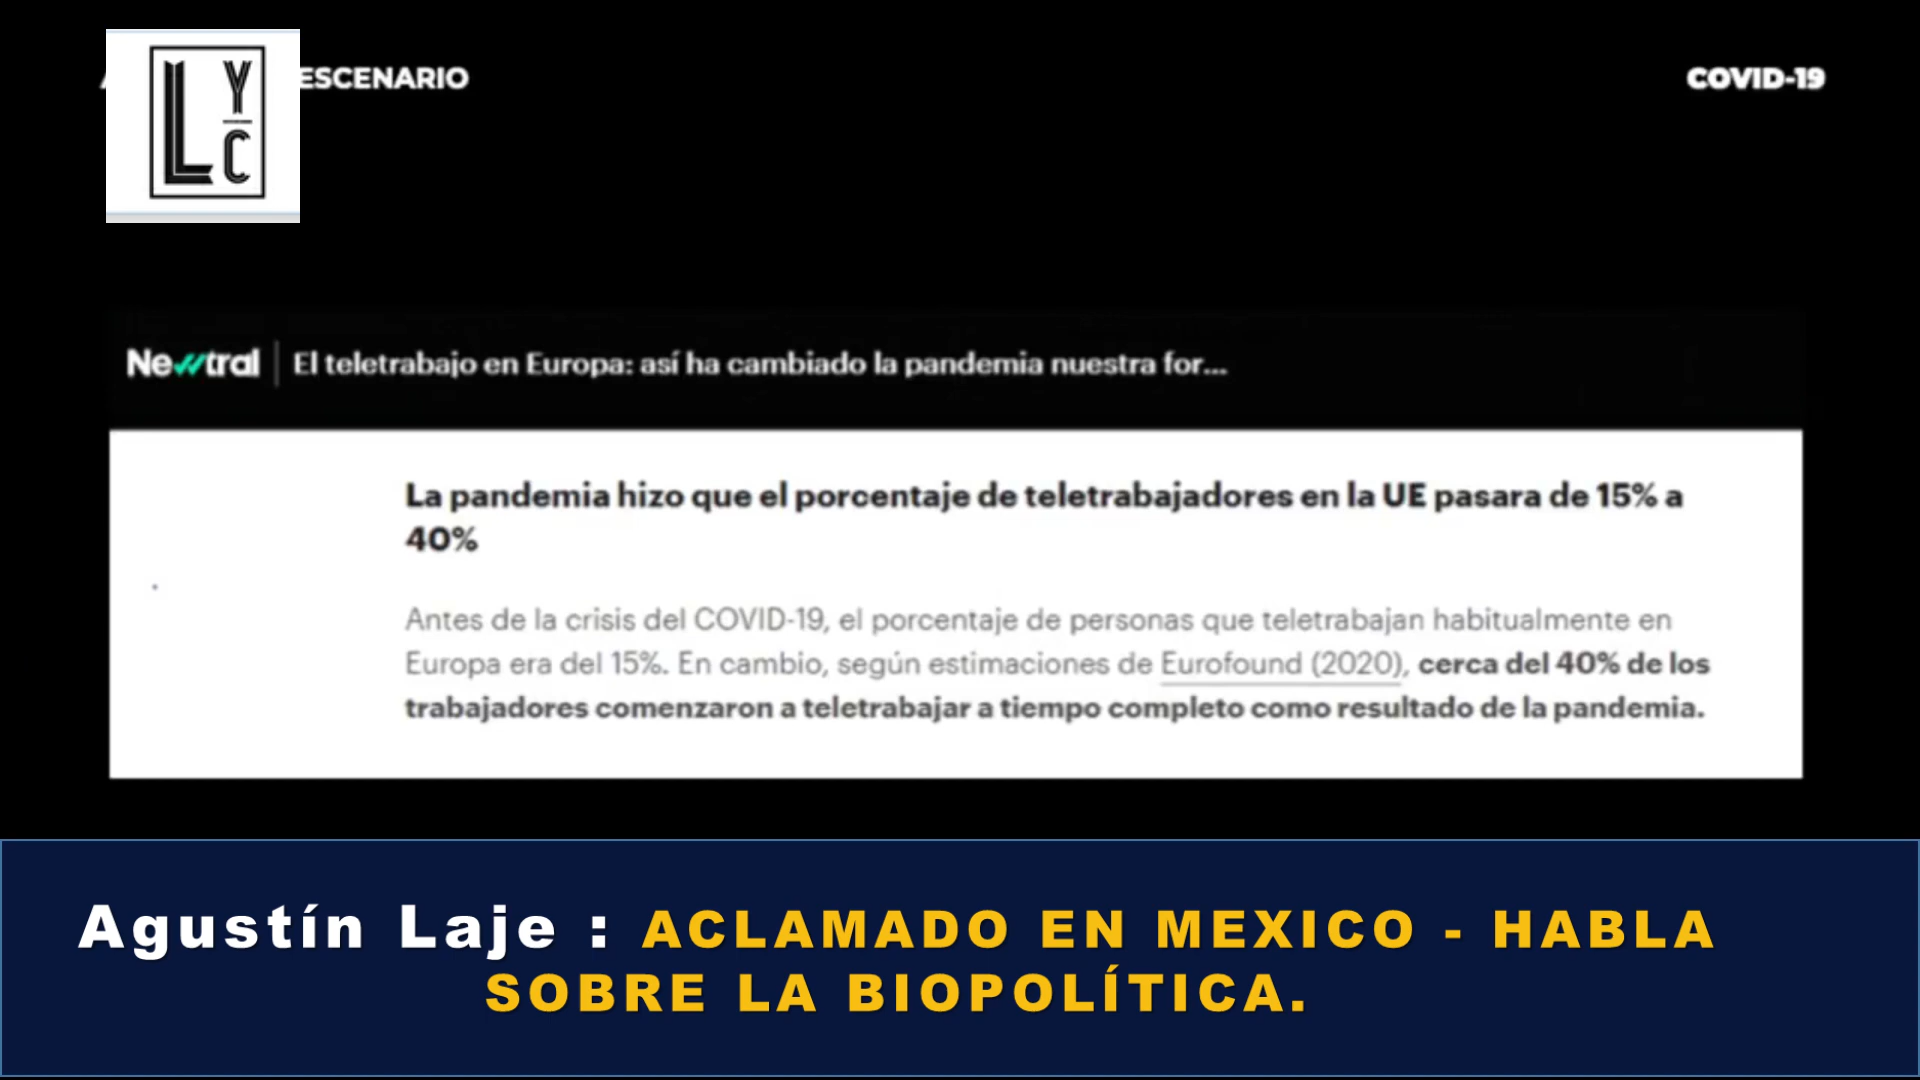 ESCENARIO
COVID-19
L Y C
Newtral | El teletrabajo en Europa: así ha cambiado la pandemia nuestra for...
La pandemia hizo que el porcentaje de teletrabajadores en la UE pasara de 15% a
40%
Antes de la crisis del COVID-19, el porcentaje de personas que teletrabajan habitualmente en
Europa era del 15%. En cambio, según estimaciones de Eurofound (2020), cerca del 40% de los
trabajadores comenzaron a teletrabajar a tiempo completo como resultado de la pandemia.
Agustín Laje : ACLAMADO EN MEXICO - HABLA
SOBRE LA BIOPOLÍTICA.